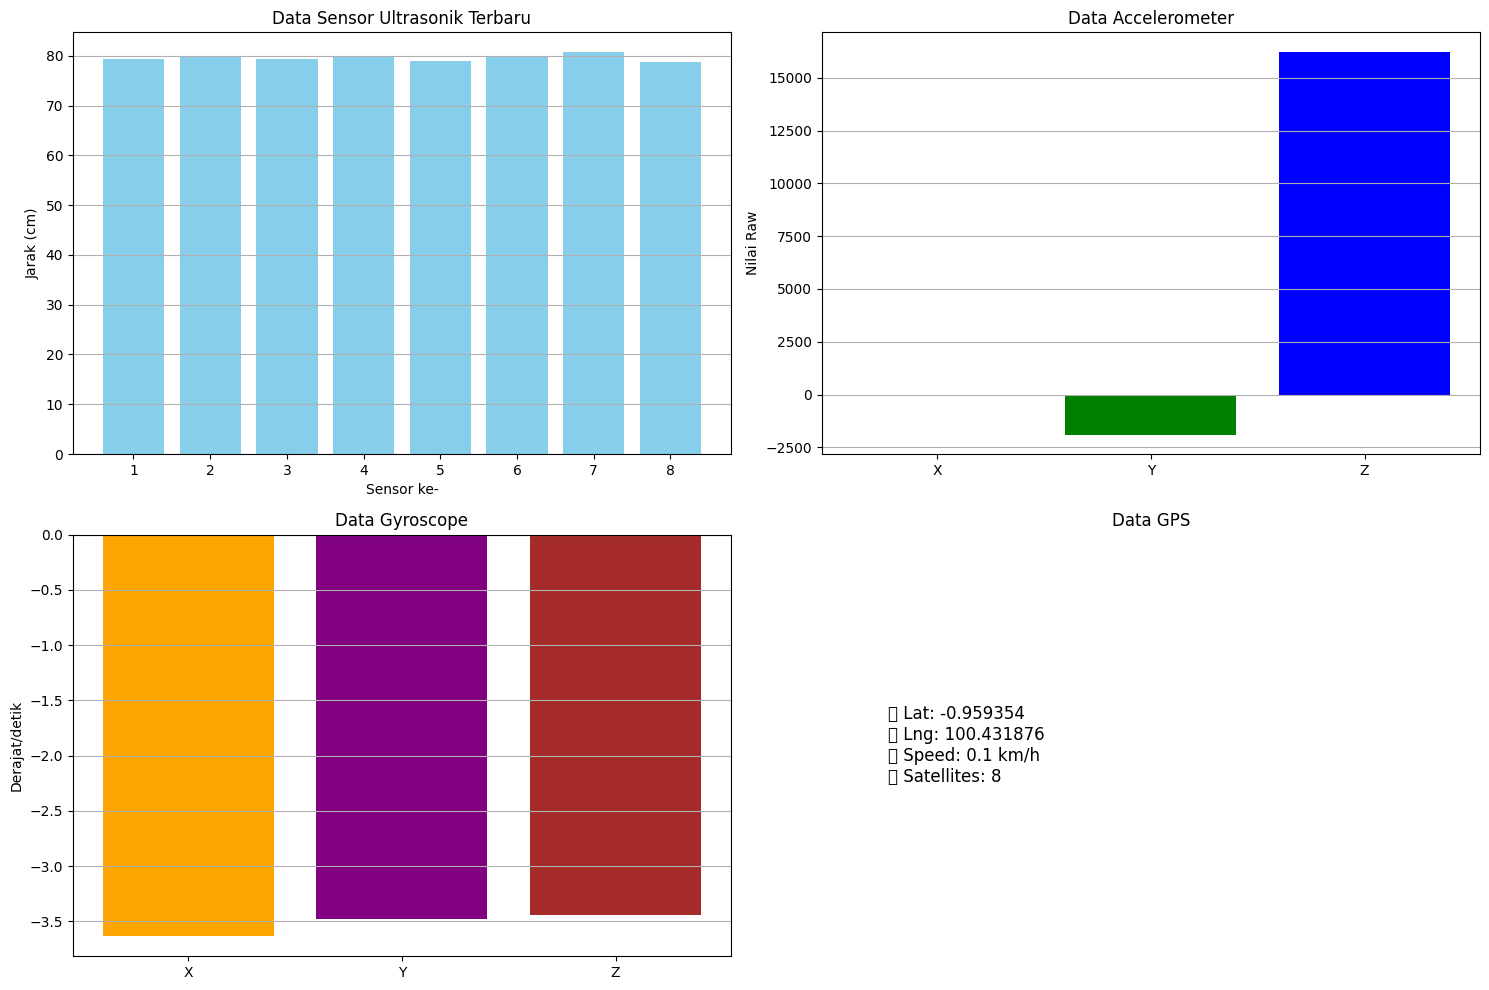 Data Sensor Ultrasonik Terbaru
80
70
60
50
40
30
20
10
0
Jarak (cm)
1 2 3 4 5 6 7 8
Sensor ke-
Data Accelerometer
15000
12500
10000
7500
5000
2500
0
−2500
Nilai Raw
X Y Z
Data Gyroscope
0.0
−0.5
−1.0
−1.5
−2.0
−2.5
−3.0
−3.5
Derajat/detik
X Y Z
Data GPS
Lat: -0.959354
Lng: 100.431876
Speed: 0.1 km/h
Satellites: 8